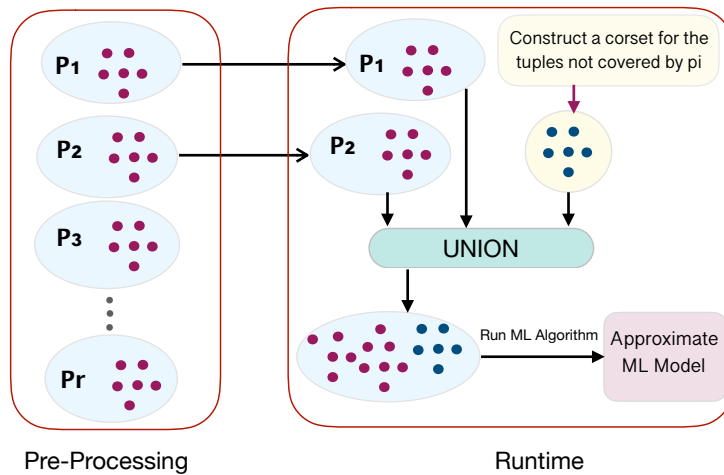 P1
P2
P3
Pr
Pre-Processing
P1
P2
Construct a corset for the
tuples not covered by pi
UNION
Run ML Algorithm
Approximate
ML Model
Runtime